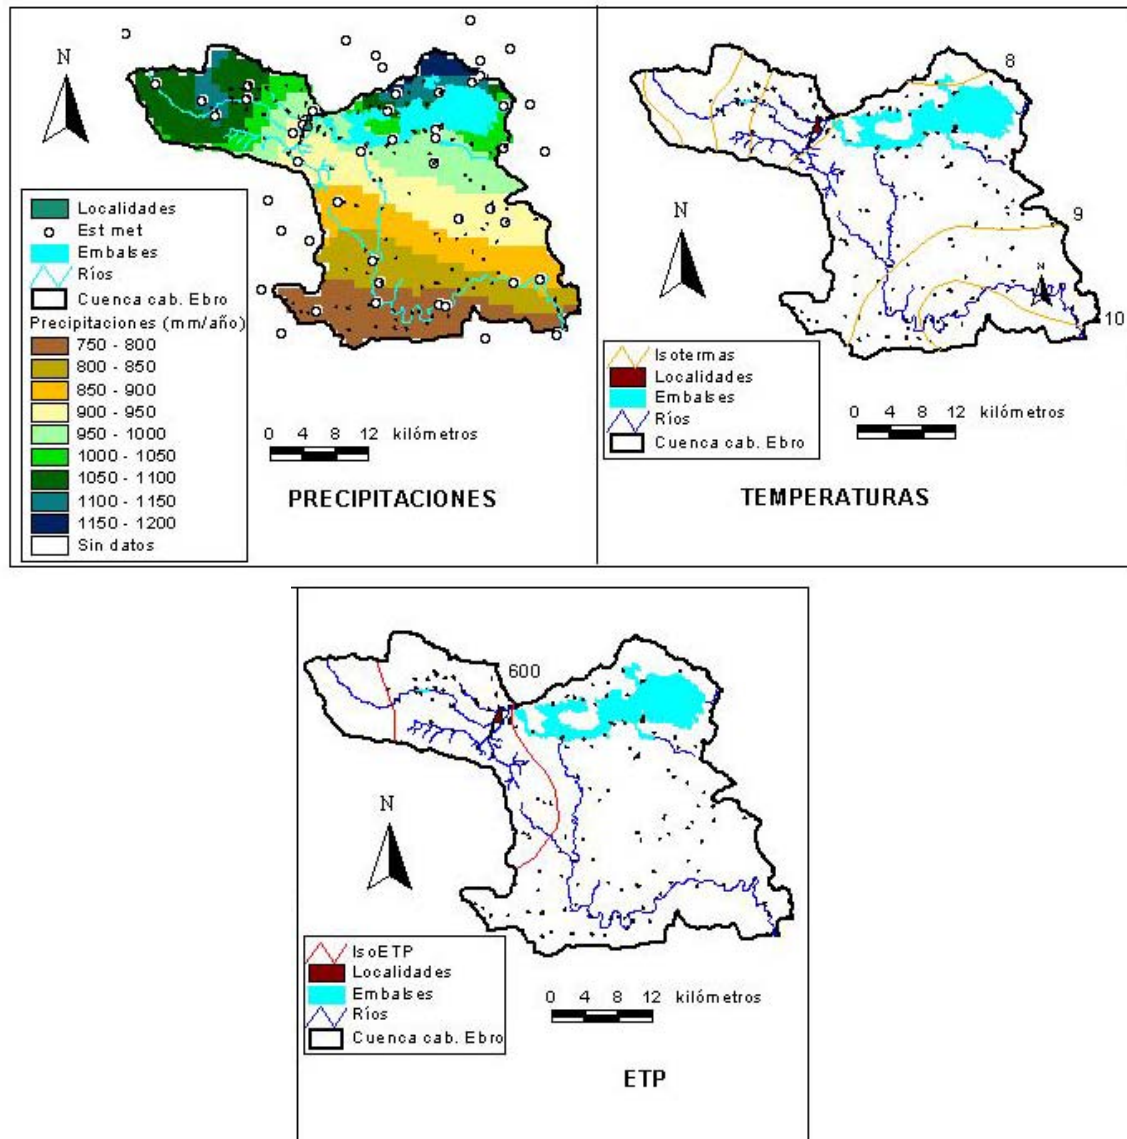 N
Localidades
Est met
Embalses
Ríos
Cuenca cab. Ebro
Precipitaciones (mm/año)
750 - 800
800 - 850
850 - 900
900 - 950
950 - 1000
1000 - 1050
1050 - 1100
1100 - 1150
1150 - 1200
Sin datos
0 4 8 12 kilómetros
PRECIPITACIONES
8
9
10
N
N
Isotermas
Localidades
Embalses
Ríos
Cuenca cab. Ebro
0 4 8 12 kilómetros
TEMPERATURAS
600
N
IsoETP
Localidades
Embalses
Ríos
Cuenca cab. Ebro
0 4 8 12 kilómetros
ETP